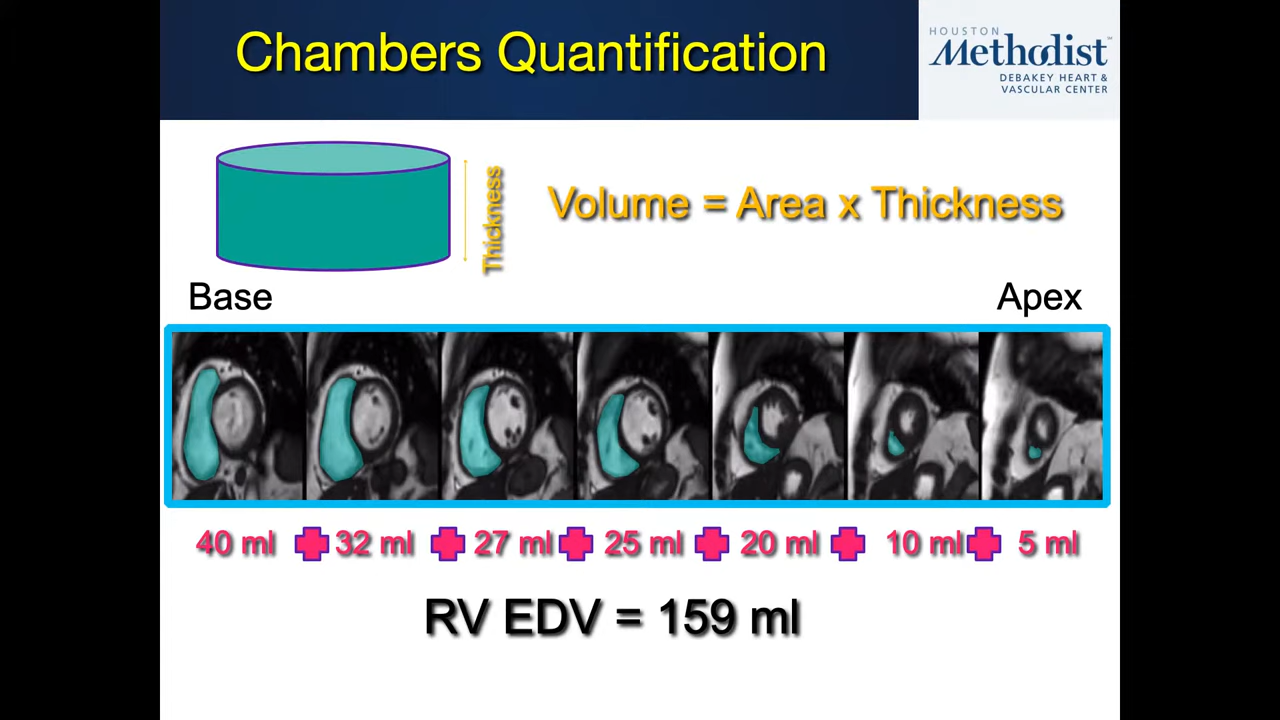 Chambers Quantification
HOUSTON
Methodist
DEBAKEY HEART &
VASCULAR CENTER
Thickness
Volume = Area x Thickness
Base
Apex
40 ml 32 ml 27 ml 25 ml 20 ml 10 ml 5 ml
RV EDV = 159 ml